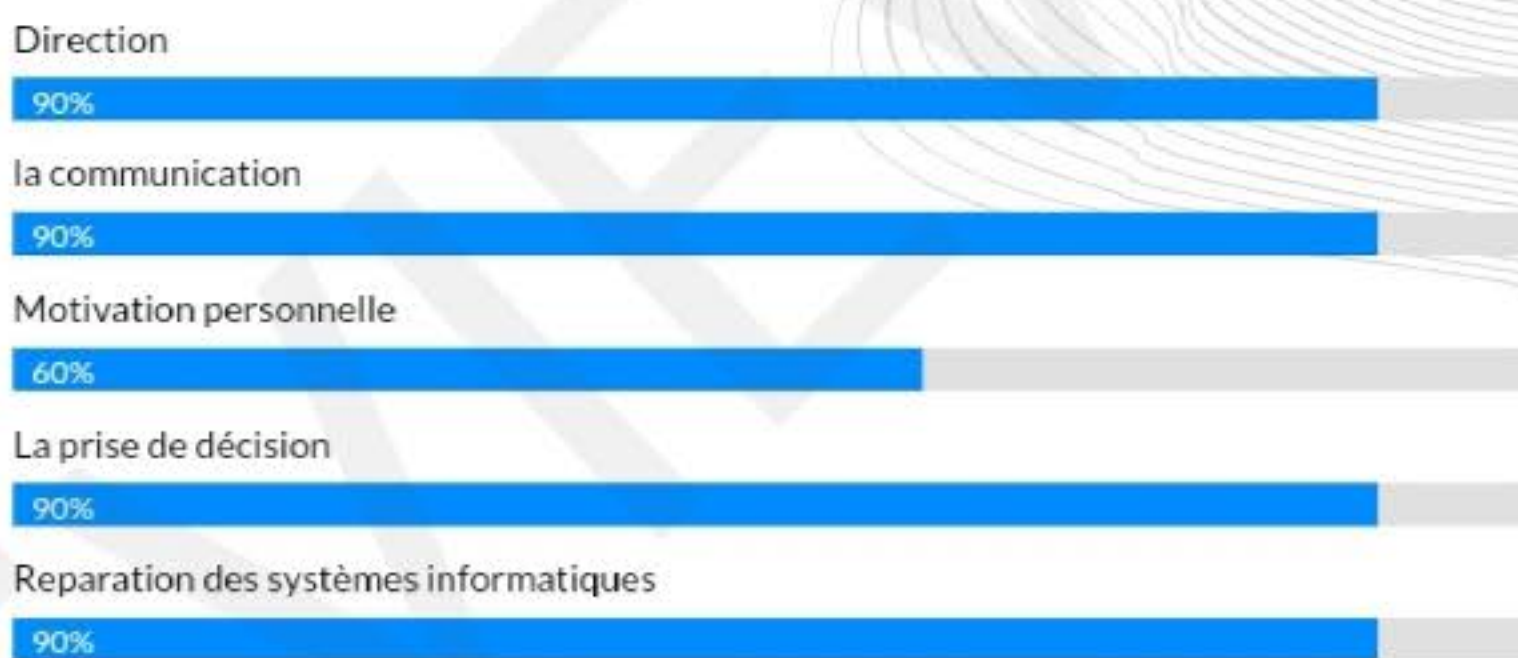 Direction
90%
la communication
90%
Motivation personnelle
60%
La prise de décision
90%
Reparation des systèmes informatiques
90%